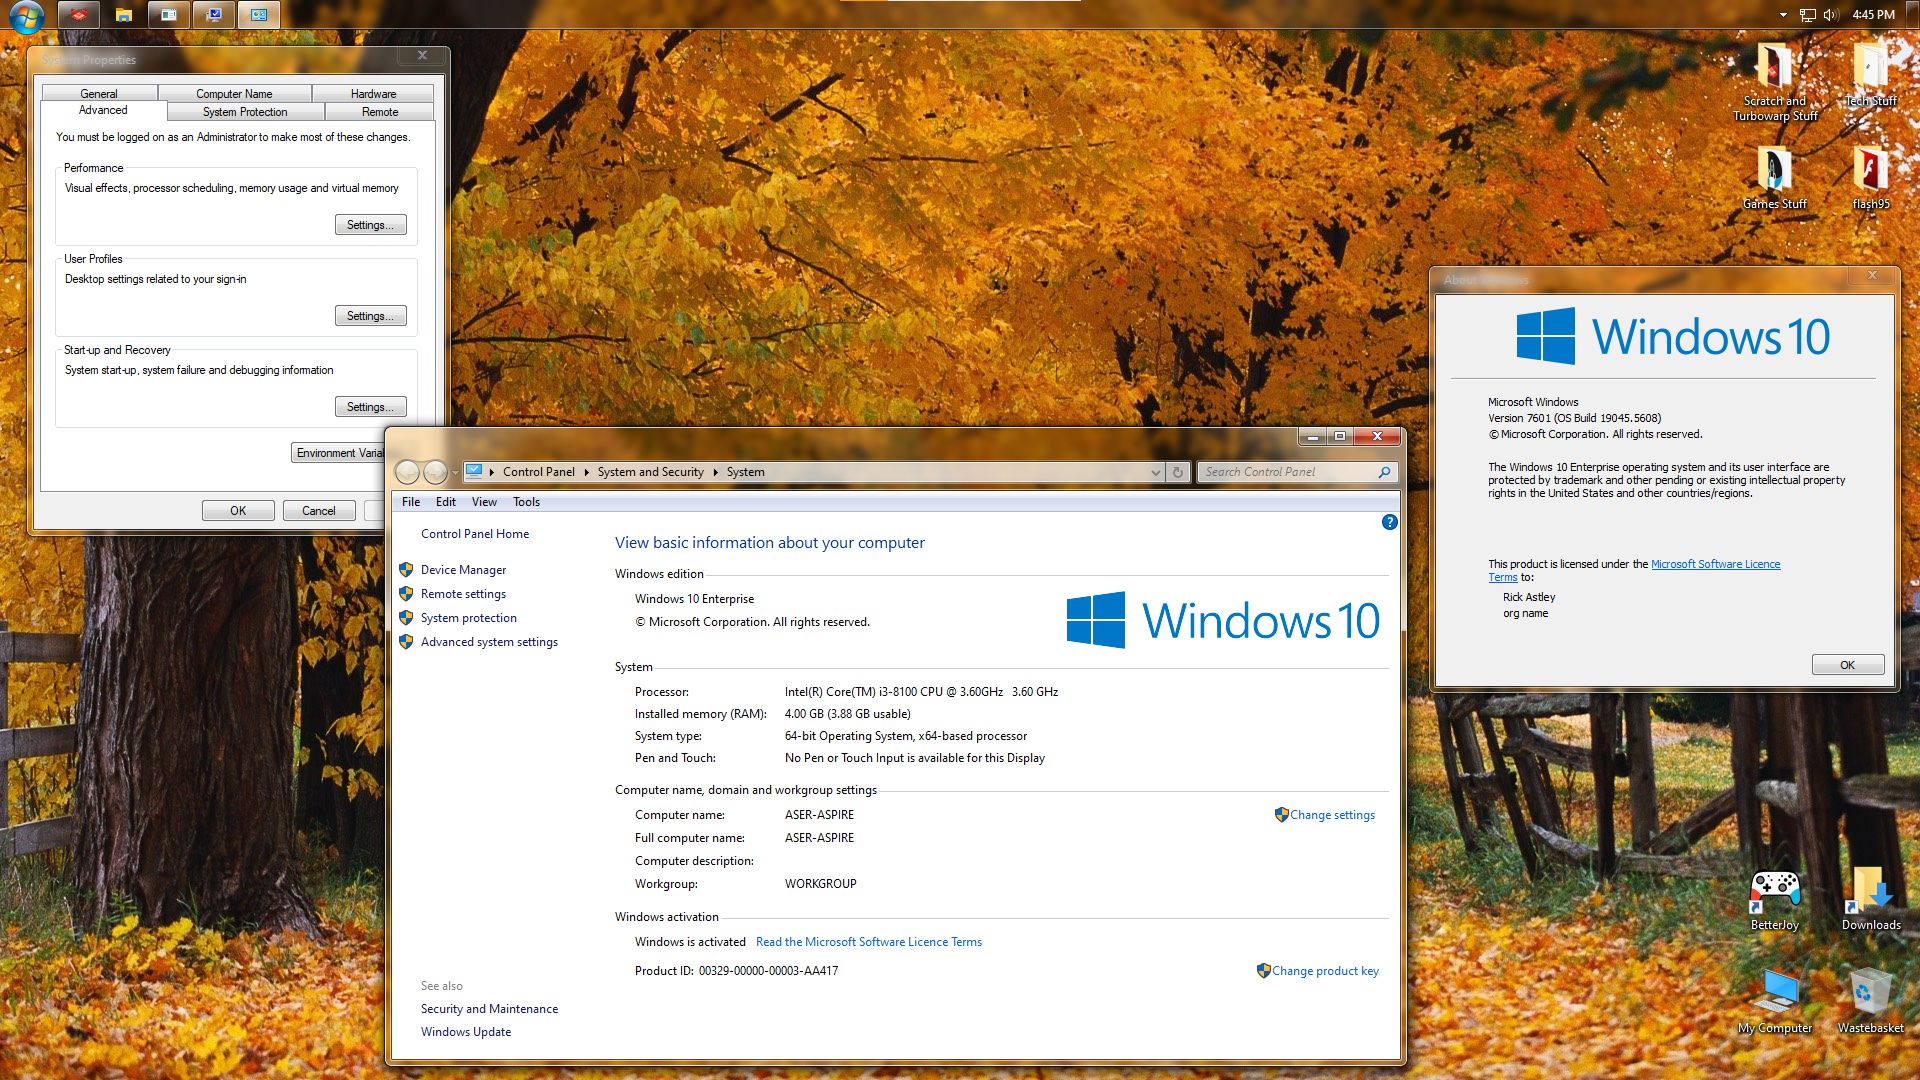 4:45 PM
System Properties
General
Computer Name
Hardware
Advanced
System Protection
Remote
You must be logged on as an Administrator to make most of these changes.
Performance
Visual effects, processor scheduling, memory usage and virtual memory
Settings...
User Profiles
Desktop settings related to your sign-in
Settings...
Start-up and Recovery
System start-up, system failure and debugging information
Settings...
Environment Varial
OK
Cancel
Control Panel
System and Security
System
Search Control Panel
File
Edit
View
Tools
Control Panel Home
Device Manager
Remote settings
System protection
Advanced system settings
See also
Security and Maintenance
Windows Update
View basic information about your computer
Windows edition
Windows 10 Enterprise
© Microsoft Corporation. All rights reserved.
Windows 10
System
Processor: Intel(R) Core(TM) i3-8100 CPU @ 3.60GHz 3.60 GHz
Installed memory (RAM): 4.00 GB (3.88 GB usable)
System type: 64-bit Operating System, x64-based processor
Pen and Touch: No Pen or Touch Input is available for this Display
Computer name, domain and workgroup settings
Computer name: ASER-ASPIRE
Change settings
Full computer name: ASER-ASPIRE
Computer description:
Workgroup: WORKGROUP
Windows activation
Windows is activated Read the Microsoft Software Licence Terms
Product ID: 00329-00000-00003-AA417
Change product key
Scratch and
Turbowarp Stuff
Tech Stuff
Games Stuff
flash95
About Windows
Windows 10
Microsoft Windows
Version 7601 (OS Build 19045.5608)
© Microsoft Corporation. All rights reserved.
The Windows 10 Enterprise operating system and its user interface are
protected by trademark and other pending or existing intellectual property
rights in the United States and other countries/regions.
This product is licensed under the Microsoft Software Licence
Terms to:
Rick Astley
org name
OK
BetterJoy
Downloads
My Computer
Wastebasket